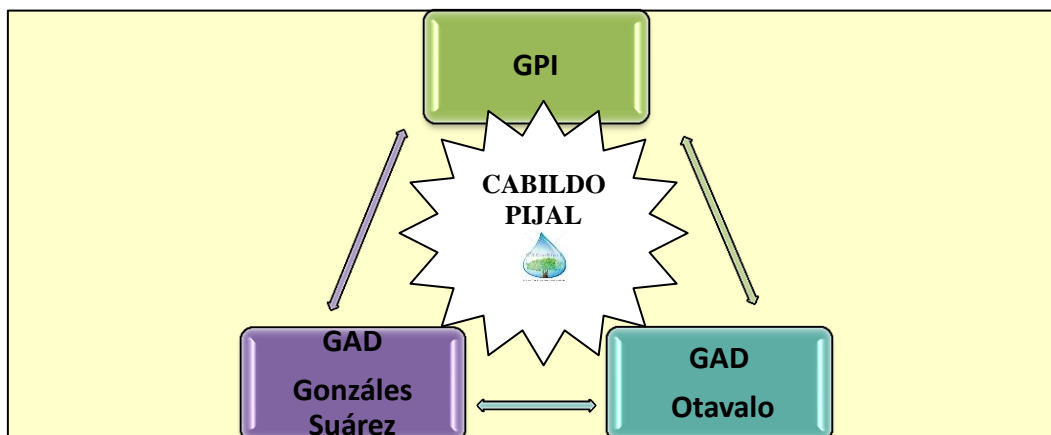 GPI
CABILDO
PIJAL
GAD
Gonzáles
Suárez
GAD
Otavalo